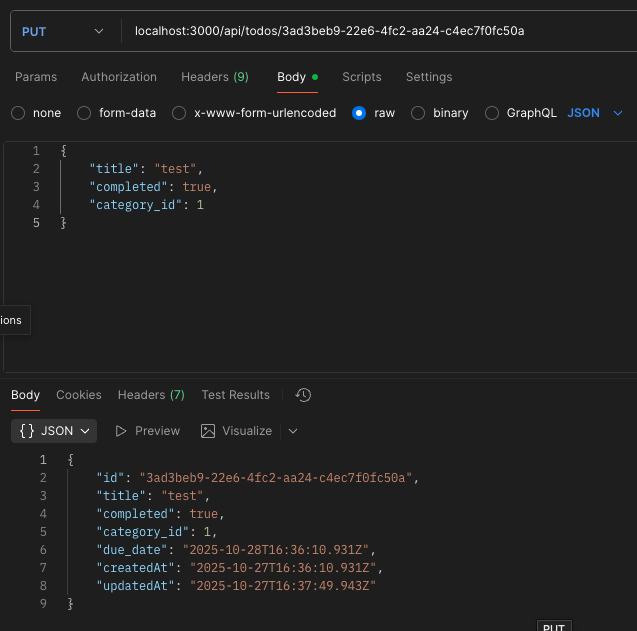 PUT localhost:3000/api/todos/3ad3beb9-22e6-4fc2-aa24-c4ec7f0fc50a
Params Authorization Headers (9) Body Scripts Settings
none form-data x-www-form-urlencoded raw binary GraphQL JSON
1 {
2 "title": "test",
3 "completed": true,
4 "category_id": 1
5 }
ions
Body Cookies Headers (7) Test Results
{} JSON Preview Visualize
1 {
2 "id": "3ad3beb9-22e6-4fc2-aa24-c4ec7f0fc50a",
3 "title": "test",
4 "completed": true,
5 "category_id": 1,
6 "due_date": "2025-10-28T16:36:10.931Z",
7 "createdAt": "2025-10-27T16:36:10.931Z",
8 "updatedAt": "2025-10-27T16:37:49.943Z"
9 }
PUT